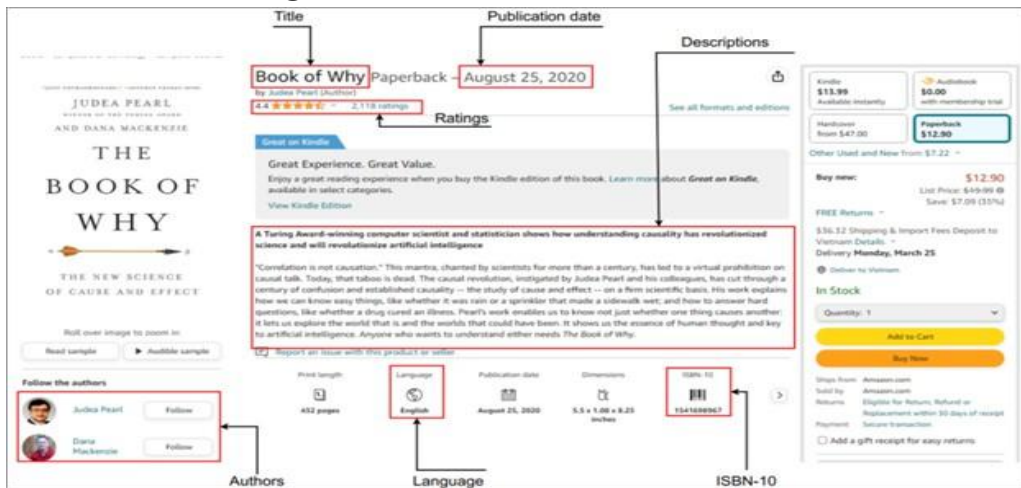 Title
Publication date
Descriptions
Book of Why Paperback – August 25, 2020
by Judea Pearl (Author)
4.4 2,118 ratings
See all formats and editions
Ratings
JUDEA PEARL
WINNER OF THE TURING AWARD
AND DANA MACKENZIE
THE
BOOK OF
WHY
THE NEW SCIENCE
OF CAUSE AND EFFECT
Roll over image to zoom in
Read sample
Audible sample
Follow the authors
Judea Pearl
Follow
Dana
Mackenzie
Follow
Authors
Great on Kindle
Great Experience. Great Value.
Enjoy a great reading experience when you buy the Kindle edition of this book. Learn more about Great on Kindle,
available in select categories.
View Kindle Edition
A Turing Award-winning computer scientist and statistician shows how understanding causality has revolutionized
science and will revolutionize artificial intelligence
"Correlation is not causation." This mantra, chanted by scientists for more than a century, has led to a virtual prohibition on
causal talk. Today, that taboo is dead. The causal revolution, instigated by Judea Pearl and his colleagues, has cut through a
century of confusion and established causality -- the study of cause and effect -- on a firm scientific basis. His work explains
how we can know easy things, like whether it was rain or a sprinkler that made a sidewalk wet; and how to answer hard
questions, like whether a drug cured an illness. Pearl's work enables us to know not just whether one thing causes another:
it lets us explore the world that is and the worlds that could have been. It shows us the essence of human thought and key
to artificial intelligence. Anyone who wants to understand either needs The Book of Why.
Report an issue with this product or seller
Print length
452 pages
Language
English
Publication date
August 25, 2020
Dimensions
5.5 x 1.08 x 8.25
inches
ISBN-10
1541698967
Language
ISBN-10
Kindle
$13.99
Available instantly
Audiobook
$0.00
with membership trial
Hardcover
from $47.00
Paperback
$12.90
Other Used and New from $7.22
Buy new:
$12.90
List Price: $19.99
Save: $7.09 (35%)
FREE Returns
$36.32 Shipping & Import Fees Deposit to
Vietnam Details
Delivery Monday, March 25
Deliver to Vietnam
In Stock
Quantity: 1
Add to Cart
Buy Now
Ships from Amazon.com
Sold by Amazon.com
Returns Eligible for Return, Refund or
Replacement within 30 days of receipt
Payment Secure transaction
Add a gift receipt for easy returns